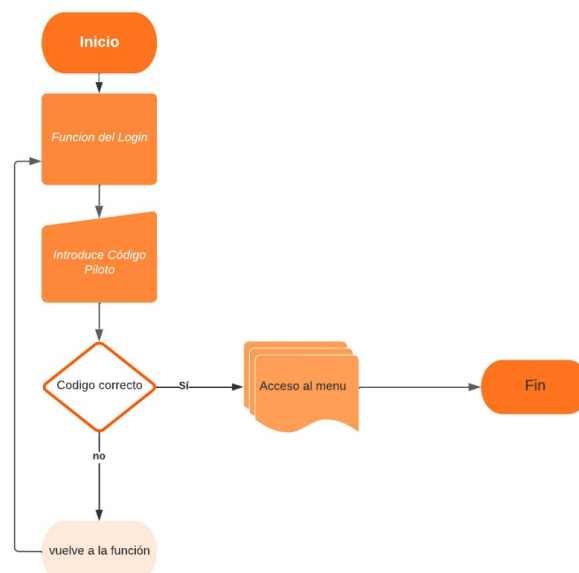 Inicio
Funcion del Login
Introduce Código
Piloto
Codigo correcto
Sí
Acceso al menu
Fin
no
vuelve a la función